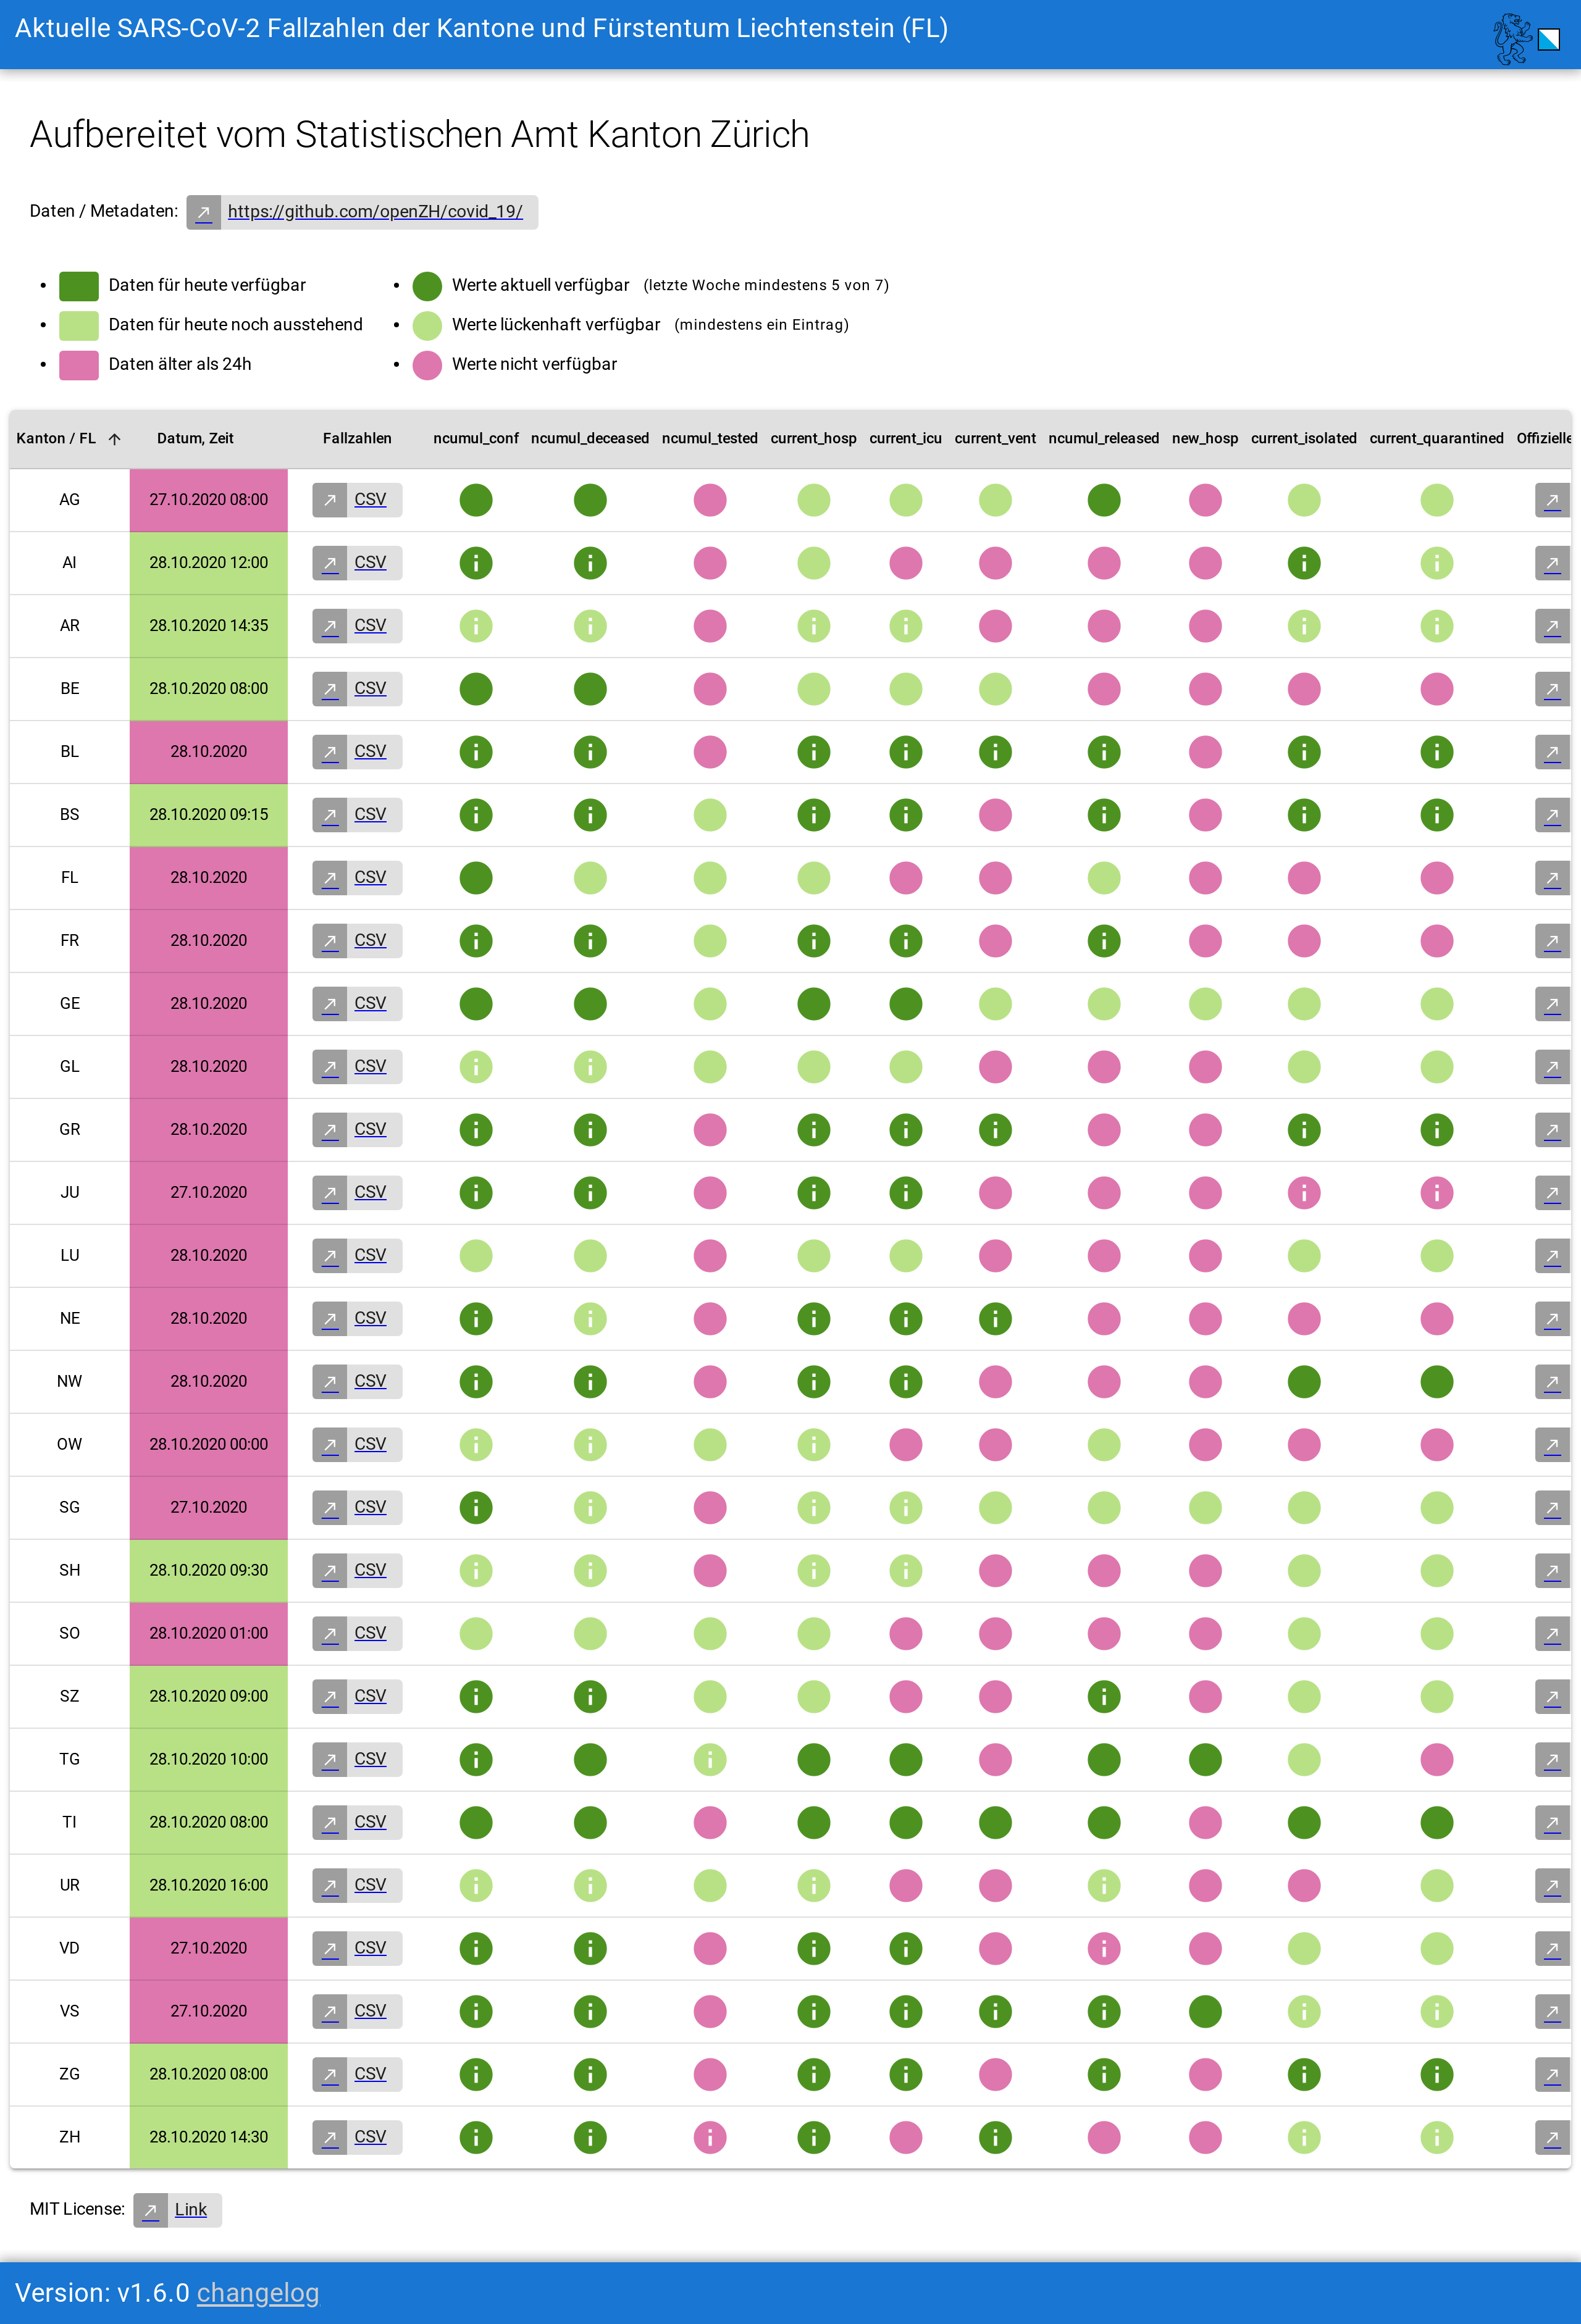 Aktuelle SARS-CoV-2 Fallzahlen der Kantone und Fürstentum Liechtenstein (FL)
Aufbereitet vom Statistischen Amt Kanton Zürich
Daten / Metadaten: https://github.com/openZH/covid_19/
Daten für heute verfügbar
Daten für heute noch ausstehend
Daten älter als 24h
Werte aktuell verfügbar (letzte Woche mindestens 5 von 7)
Werte lückenhaft verfügbar (mindestens ein Eintrag)
Werte nicht verfügbar
Kanton / FL Datum, Zeit Fallzahlen ncumul_conf ncumul_deceased ncumul_tested current_hosp current_icu current_vent ncumul_released new_hosp current_isolated current_quarantined Offizielle
AG 27.10.2020 08:00 CSV
AI 28.10.2020 12:00 CSV
AR 28.10.2020 14:35 CSV
BE 28.10.2020 08:00 CSV
BL 28.10.2020 CSV
BS 28.10.2020 09:15 CSV
FL 28.10.2020 CSV
FR 28.10.2020 CSV
GE 28.10.2020 CSV
GL 28.10.2020 CSV
GR 28.10.2020 CSV
JU 27.10.2020 CSV
LU 28.10.2020 CSV
NE 28.10.2020 CSV
NW 28.10.2020 CSV
OW 28.10.2020 00:00 CSV
SG 27.10.2020 CSV
SH 28.10.2020 09:30 CSV
SO 28.10.2020 01:00 CSV
SZ 28.10.2020 09:00 CSV
TG 28.10.2020 10:00 CSV
TI 28.10.2020 08:00 CSV
UR 28.10.2020 16:00 CSV
VD 27.10.2020 CSV
VS 27.10.2020 CSV
ZG 28.10.2020 08:00 CSV
ZH 28.10.2020 14:30 CSV
MIT License: Link
Version: v1.6.0 changelog